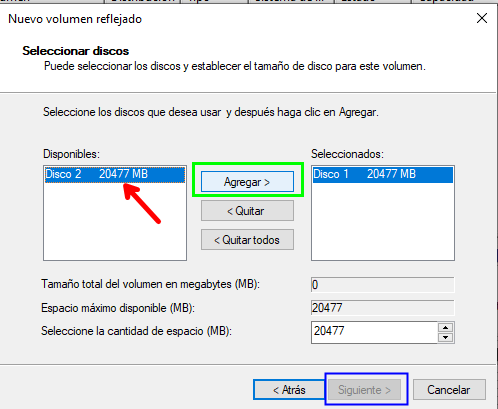 Nuevo volumen reflejado
Seleccionar discos
Puede seleccionar los discos y establecer el tamaño de disco para este volumen.
Seleccione los discos que desea usar y después haga clic en Agregar.
Disponibles:
Seleccionados:
Disco 2 20477 MB
Agregar >
Disco 1 20477 MB
< Quitar
< Quitar todos
Tamaño total del volumen en megabytes (MB): 0
Espacio máximo disponible (MB): 20477
Seleccione la cantidad de espacio (MB): 20477
< Atrás
Siguiente >
Cancelar